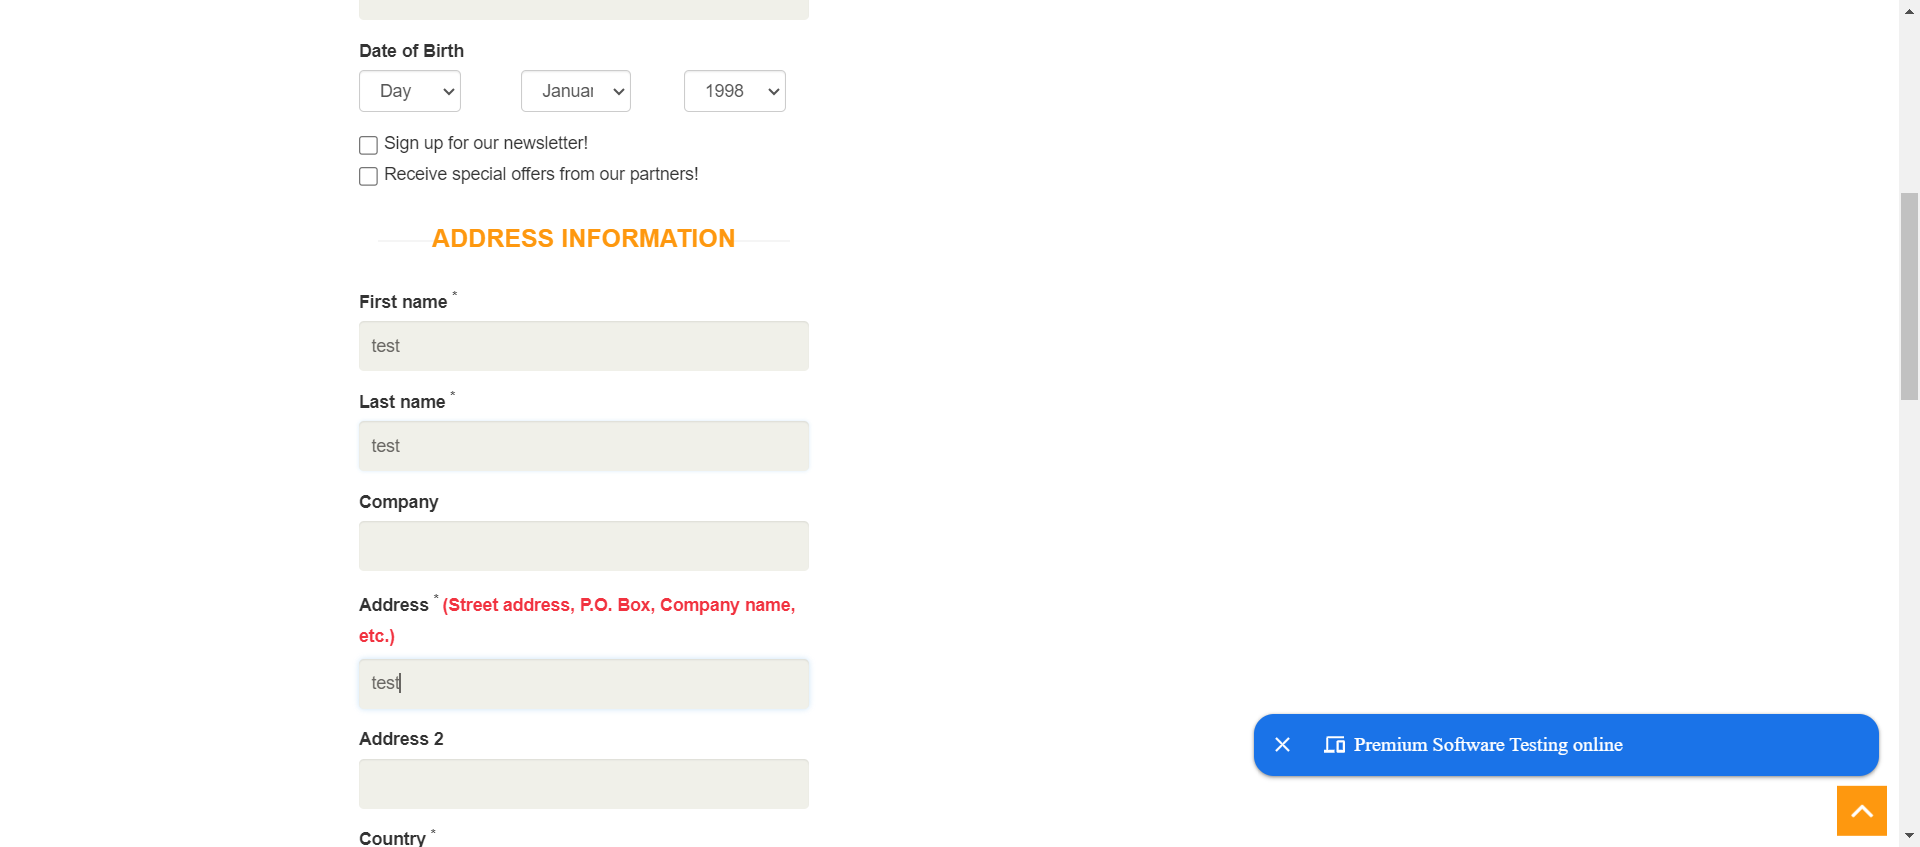 Date of Birth
Day Januar 1998
Sign up for our newsletter!
Receive special offers from our partners!
ADDRESS INFORMATION
First name *
test
Last name *
test
Company
Address * (Street address, P.O. Box, Company name,
etc.)
test
Address 2
Premium Software Testing online
Country *